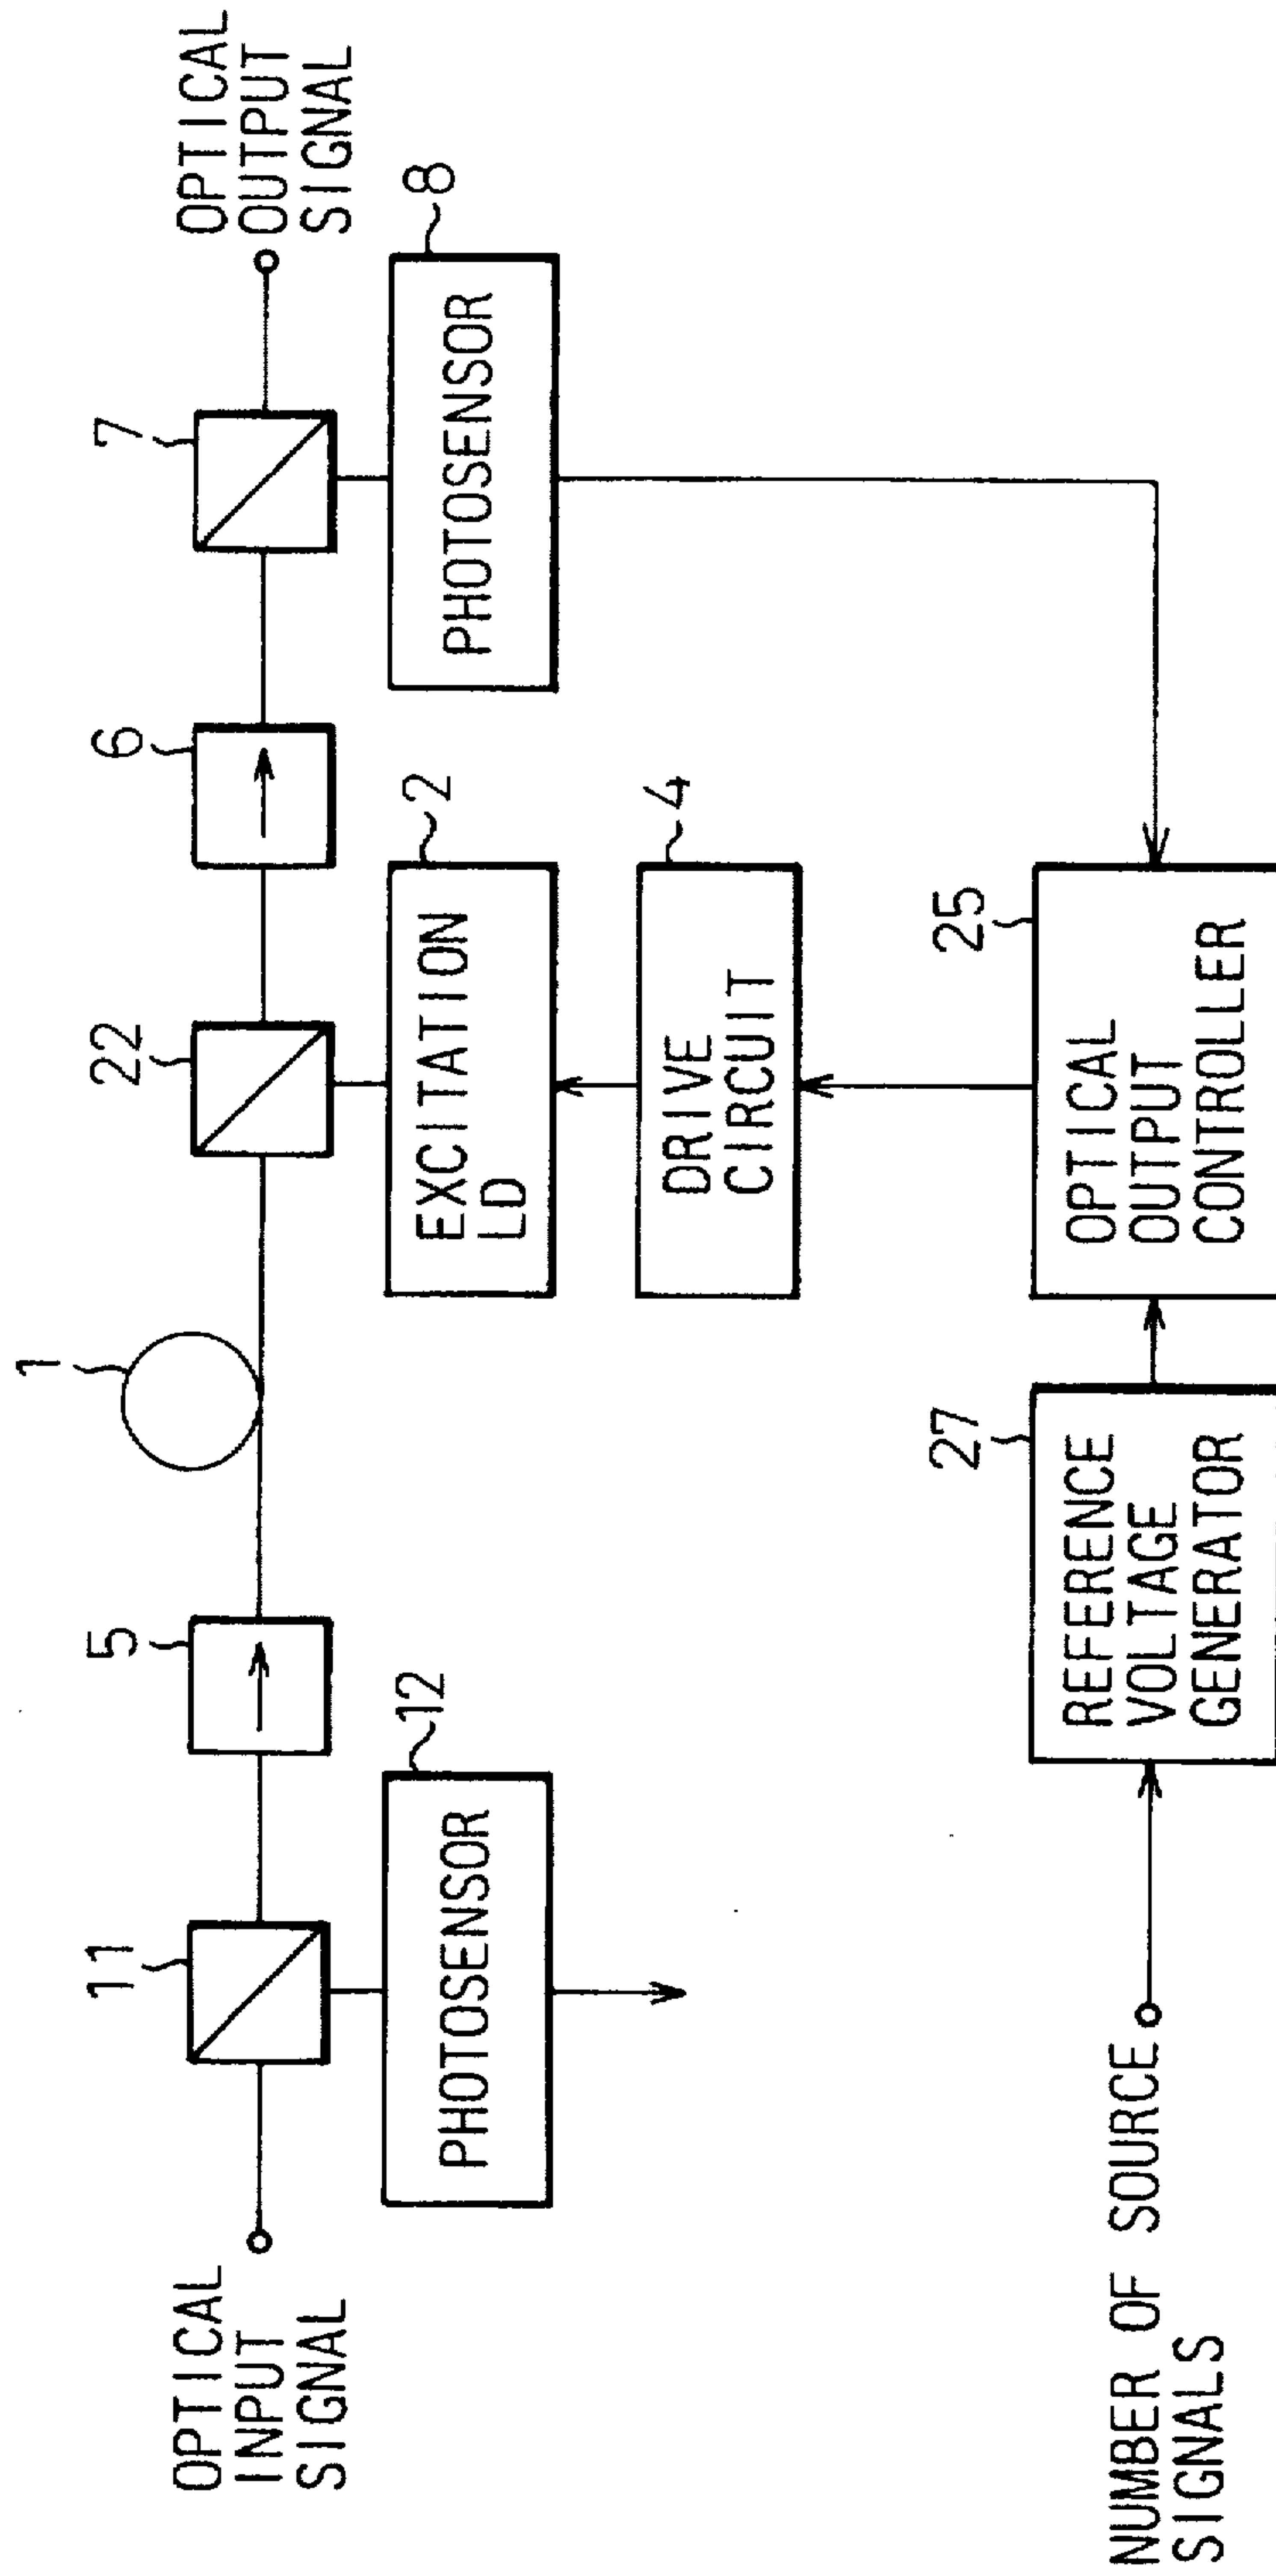 OPTICAL
INPUT
SIGNAL
11
5
1
22
6
7
OPTICAL
OUTPUT
SIGNAL
12
PHOTOSENSOR
2
EXCITATION
LD
8
PHOTOSENSOR
4
DRIVE
CIRCUIT
NUMBER OF SOURCE
SIGNALS
27
REFERENCE
VOLTAGE
GENERATOR
25
OPTICAL
OUTPUT
CONTROLLER